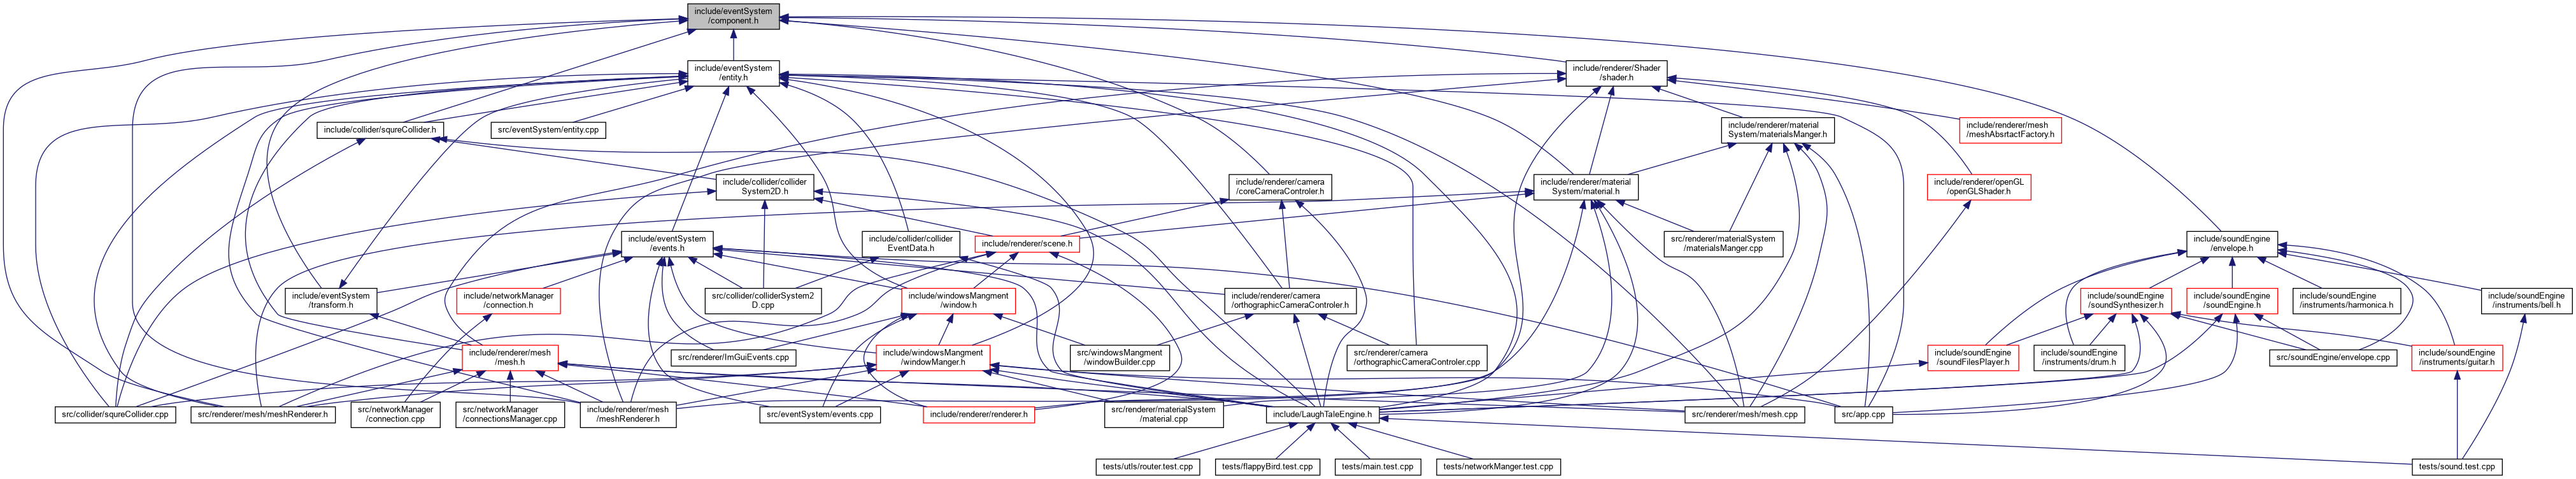 include/eventSystem
/component.h
include/eventSystem
/entity.h
include/renderer/Shader
/shader.h
include/collider/squreCollider.h
src/eventSystem/entity.cpp
include/renderer/material
System/materialsManger.h
include/renderer/mesh
/meshAbsrtactFactory.h
include/collider/collider
System2D.h
include/renderer/camera
/coreCameraControler.h
include/renderer/material
System/material.h
include/renderer/openGL
/openGLShader.h
include/eventSystem
/events.h
include/collider/collider
EventData.h
include/renderer/scene.h
src/renderer/materialSystem
/materialsManger.cpp
include/soundEngine
/envelope.h
include/eventSystem
/transform.h
include/networkManager
/connection.h
src/collider/colliderSystem2
D.cpp
include/windowsMangment
/window.h
include/renderer/camera
/orthographicCameraControler.h
include/soundEngine
/soundSynthesizer.h
include/soundEngine
/soundEngine.h
include/soundEngine
/instruments/harmonica.h
include/soundEngine
/instruments/bell.h
include/renderer/mesh
/mesh.h
src/renderer/ImGuiEvents.cpp
include/windowsMangment
/windowManger.h
src/windowsMangment
/windowBuilder.cpp
src/renderer/camera
/orthographicCameraControler.cpp
include/soundEngine
/soundFilesPlayer.h
include/soundEngine
/instruments/drum.h
src/soundEngine/envelope.cpp
include/soundEngine
/instruments/guitar.h
src/collider/squreCollider.cpp
src/renderer/mesh/meshRenderer.h
src/networkManager
/connection.cpp
src/networkManager
/connectionsManager.cpp
include/renderer/mesh
/meshRenderer.h
src/eventSystem/events.cpp
include/renderer/renderer.h
src/renderer/materialSystem
/material.cpp
include/LaughTaleEngine.h
src/renderer/mesh/mesh.cpp
src/app.cpp
tests/utls/router.test.cpp
tests/flappyBird.test.cpp
tests/main.test.cpp
tests/networkManger.test.cpp
tests/sound.test.cpp